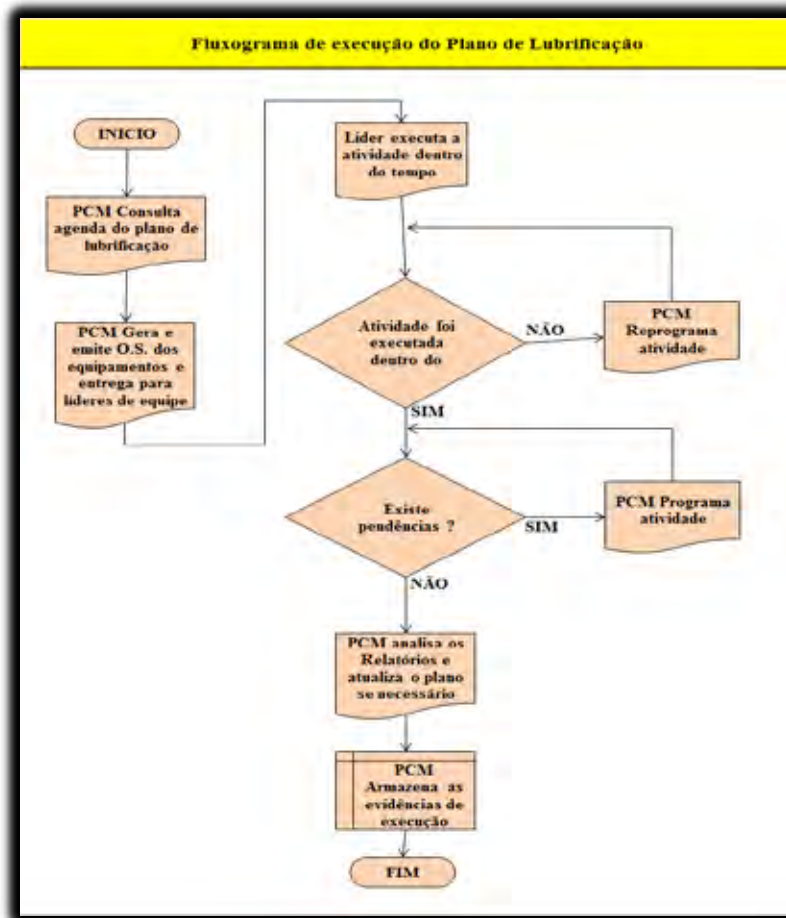 Fluxograma de execução do Plano de Lubrificação
INICIO
PCM Consulta
agenda do plano de
lubrificação
PCM Gera e
emite O.S. dos
equipamentos e
entrega para
líderes de equipe
Líder executa a
atividade dentro
do tempo
Atividade foi
executada
dentro do
NÃO
PCM
Reprograma
atividade
SIM
Existe
pendências ?
SIM
PCM Programa
atividade
NÃO
PCM analisa os
Relatórios e
atualiza o plano
se necessário
PCM
Armazena as
evidências de
execução
FIM